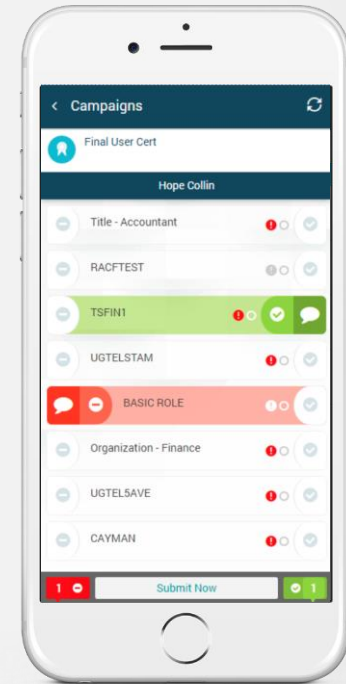 Campaigns
Final User Cert
Hope Collin
Title - Accountant
RACFTEST
TSFIN1
UGTELSTAM
BASIC ROLE
Organization - Finance
UGTEL5AVE
CAYMAN
1 Submit Now 1